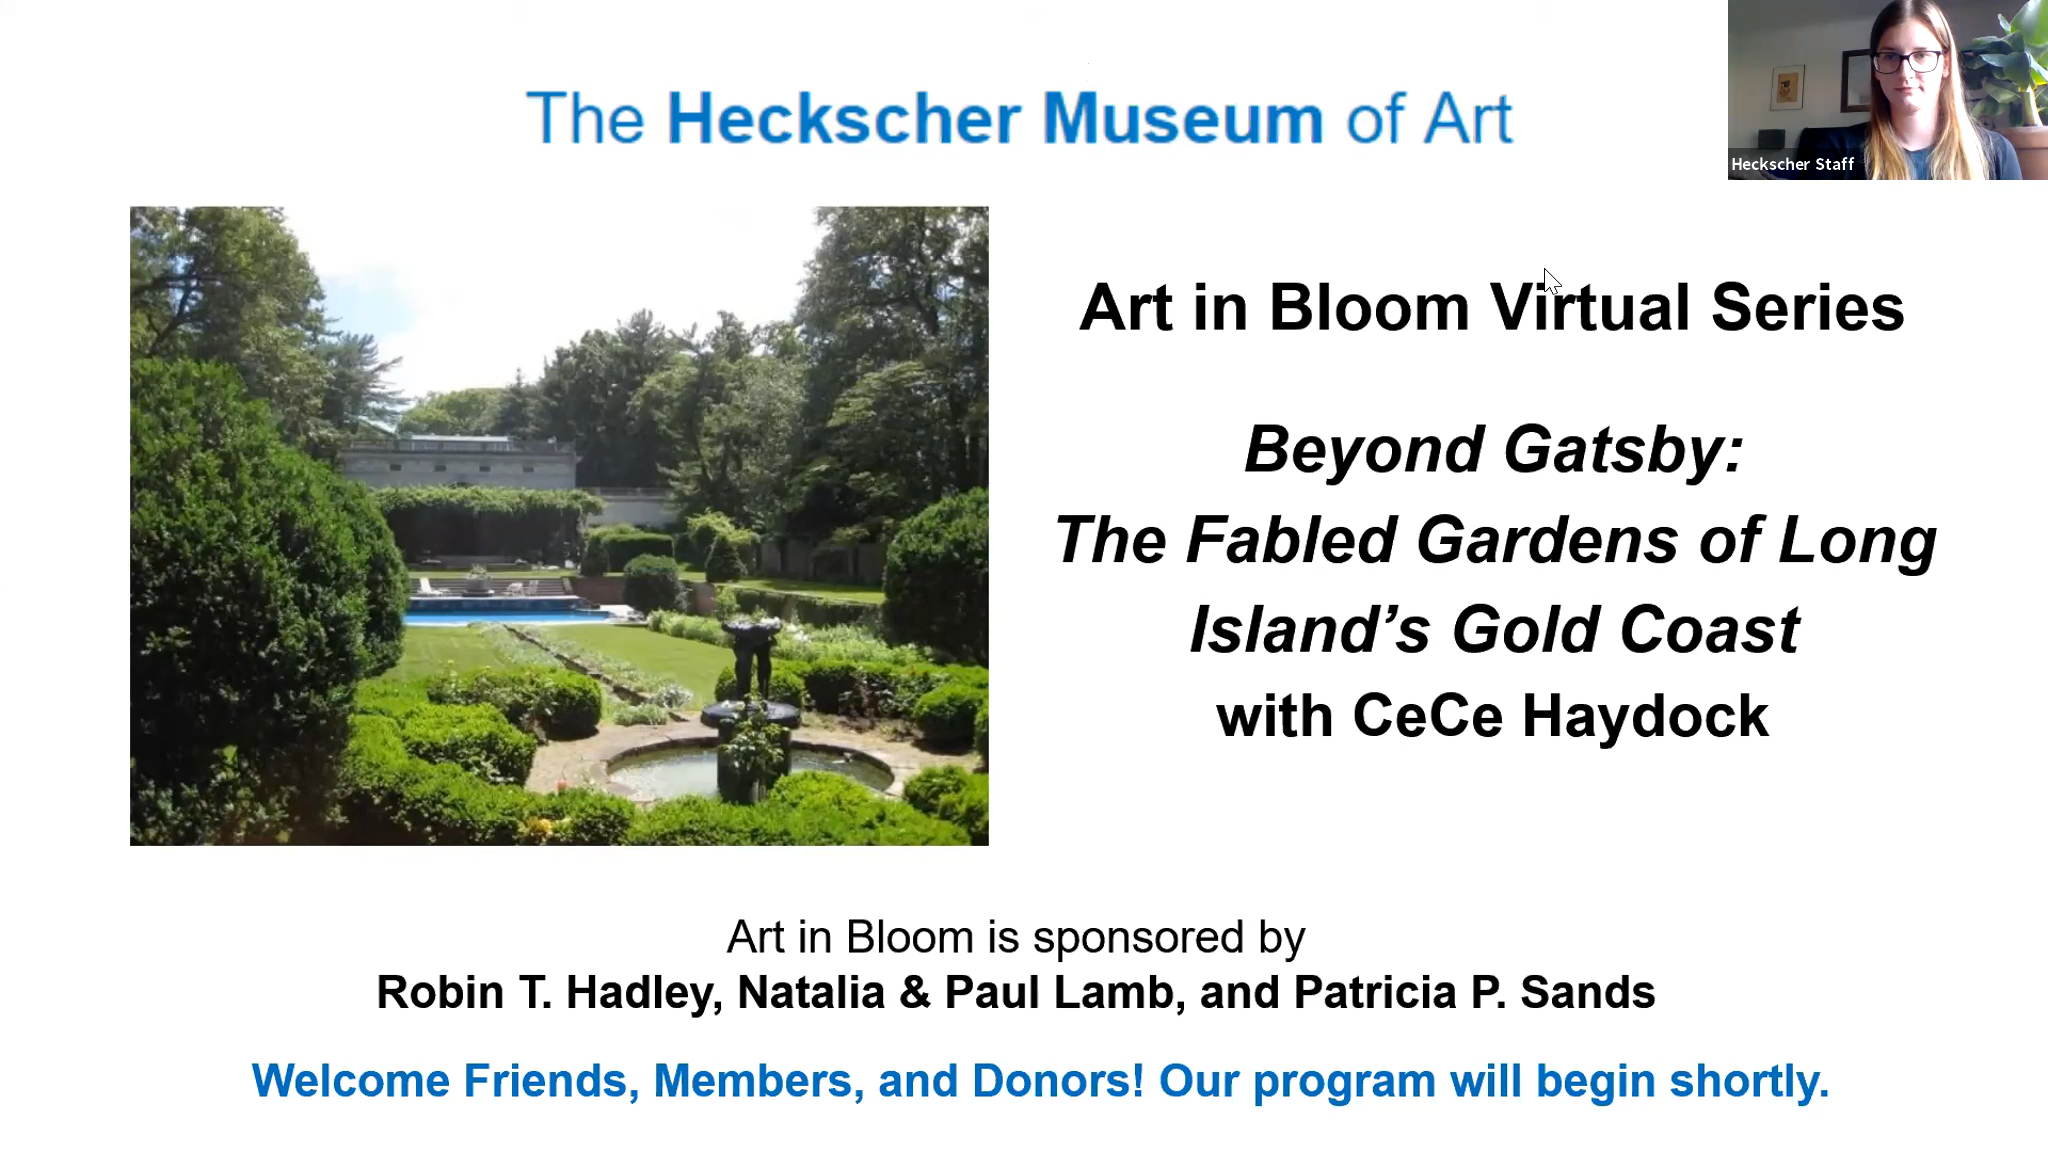 The Heckscher Museum of Art
Heckscher Staff
Art in Bloom Virtual Series
Beyond Gatsby:
The Fabled Gardens of Long
Island’s Gold Coast
with CeCe Haydock
Art in Bloom is sponsored by
Robin T. Hadley, Natalia & Paul Lamb, and Patricia P. Sands
Welcome Friends, Members, and Donors! Our program will begin shortly.